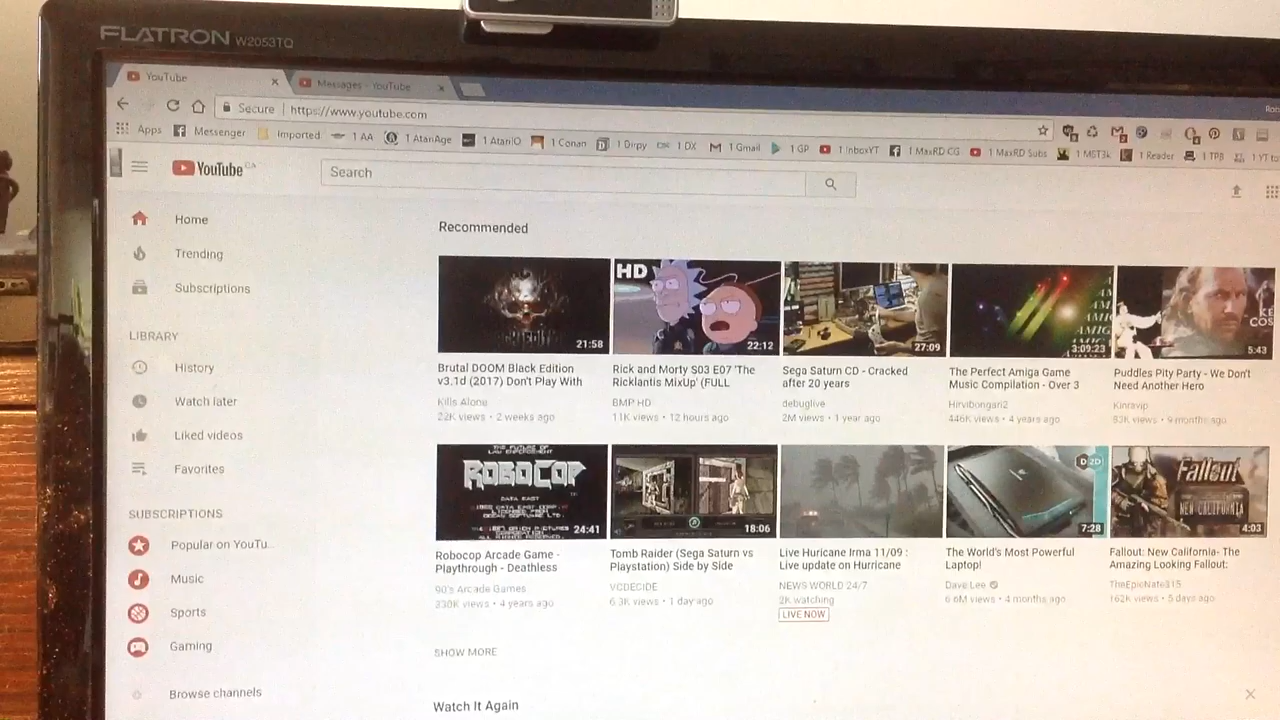 FLATRON W2053TQ
YouTube
Messages - YouTube
Secure
https://www.youtube.com
Apps
Messenger
Imported
1 AA
1 AtariAge
1 AtariIO
1 Conan
1 Dirpy
1 DX
1 Gmail
1 GP
1 InboxYT
1 MaxRD CG
1 MaxRD Subs
1 MST3k
1 Reader
1 TPB
YouTube CA
Search
Home
Trending
Subscriptions
LIBRARY
History
Watch later
Liked videos
Favorites
SUBSCRIPTIONS
Popular on YouTu...
Music
Sports
Gaming
Browse channels
Recommended
21:58
Brutal DOOM Black Edition
v3.1d (2017) Don't Play With
Kills Alone
22K views • 2 weeks ago
HD
22:12
Rick and Morty S03 E07 'The
Ricklantis MixUp' (FULL
BMP HD
11K views • 12 hours ago
27:09
Sega Saturn CD - Cracked
after 20 years
debuglive
2M views • 1 year ago
3:09:23
The Perfect Amiga Game
Music Compilation - Over 3
Hirvibongari2
446K views • 4 years ago
5:43
Puddles Pity Party - We Don't
Need Another Hero
Kinravip
83K views • 9 months ago
THE FUTURE OF
LAW ENFORCEMENT
ROBOCOP
DATA EAST
24:41
Robocop Arcade Game -
Playthrough - Deathless
90's Arcade Games
230K views • 4 years ago
18:06
Tomb Raider (Sega Saturn vs
Playstation) Side by Side
VCDECIDE
6.3K views • 1 day ago
Live Huricane Irma 11/09 :
Live update on Hurricane
NEWS WORLD 24/7
2K watching
LIVE NOW
D2D
7:28
The World's Most Powerful
Laptop!
Dave Lee
6.6M views • 4 months ago
Fallout
NEW CALIFORNIA
4:03
Fallout: New California- The
Amazing Looking Fallout:
TheEpicNate315
162K views • 5 days ago
SHOW MORE
Watch It Again